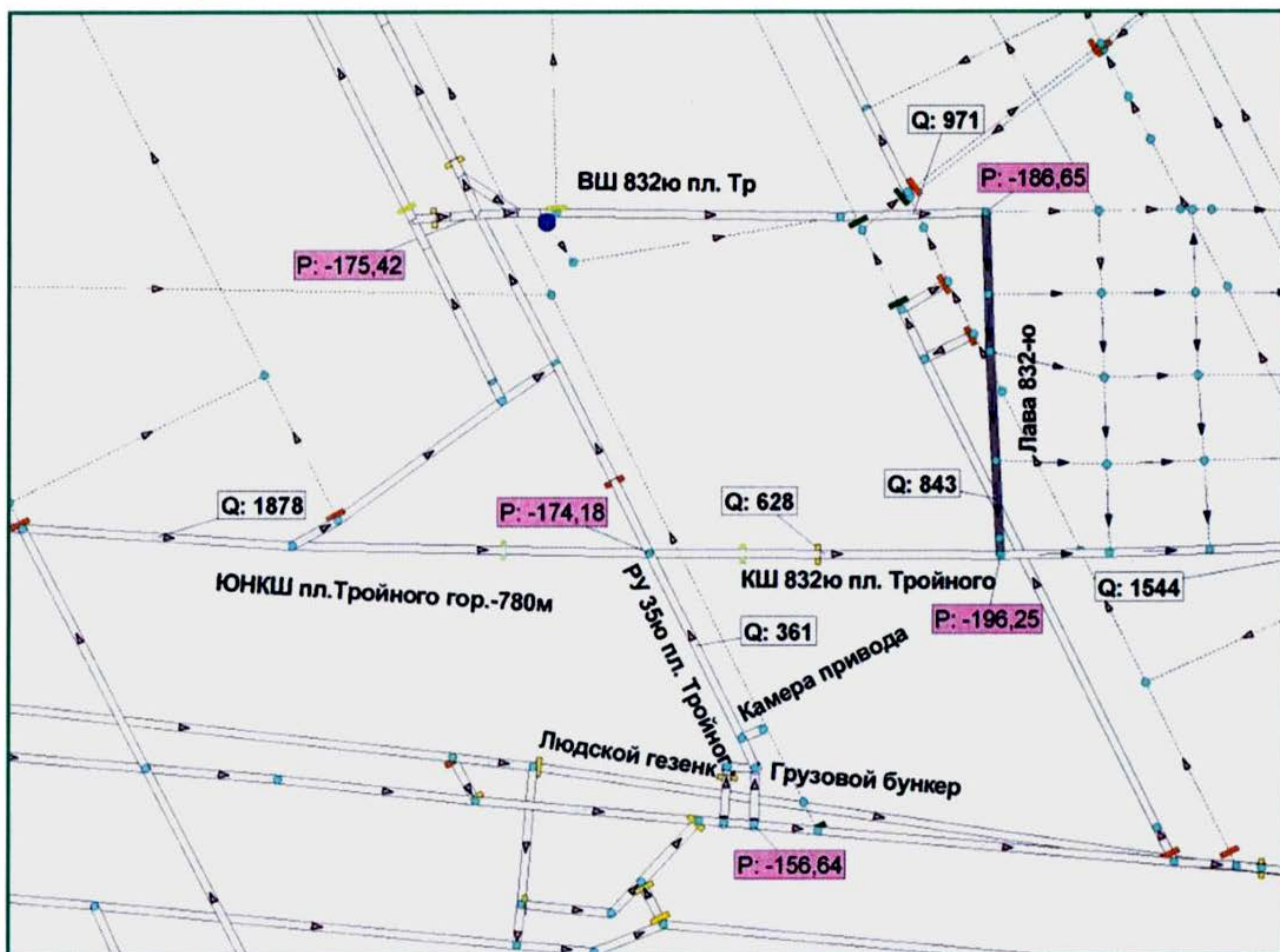 Q: 971
ВШ 832ю пл. Тр
P: -186,65
P: -175,42
Лава 832-ю
Q: 843
Q: 1878
P: -174,18
Q: 628
ЮНКШ пл.Тройного гор.-780м
КШ 832ю пл. Тройного
Q: 1544
P: -196,25
РУ 35ю пл. Тройного
Q: 361
Камера привода
Людской гезенк
Грузовой бункер
P: -156,64